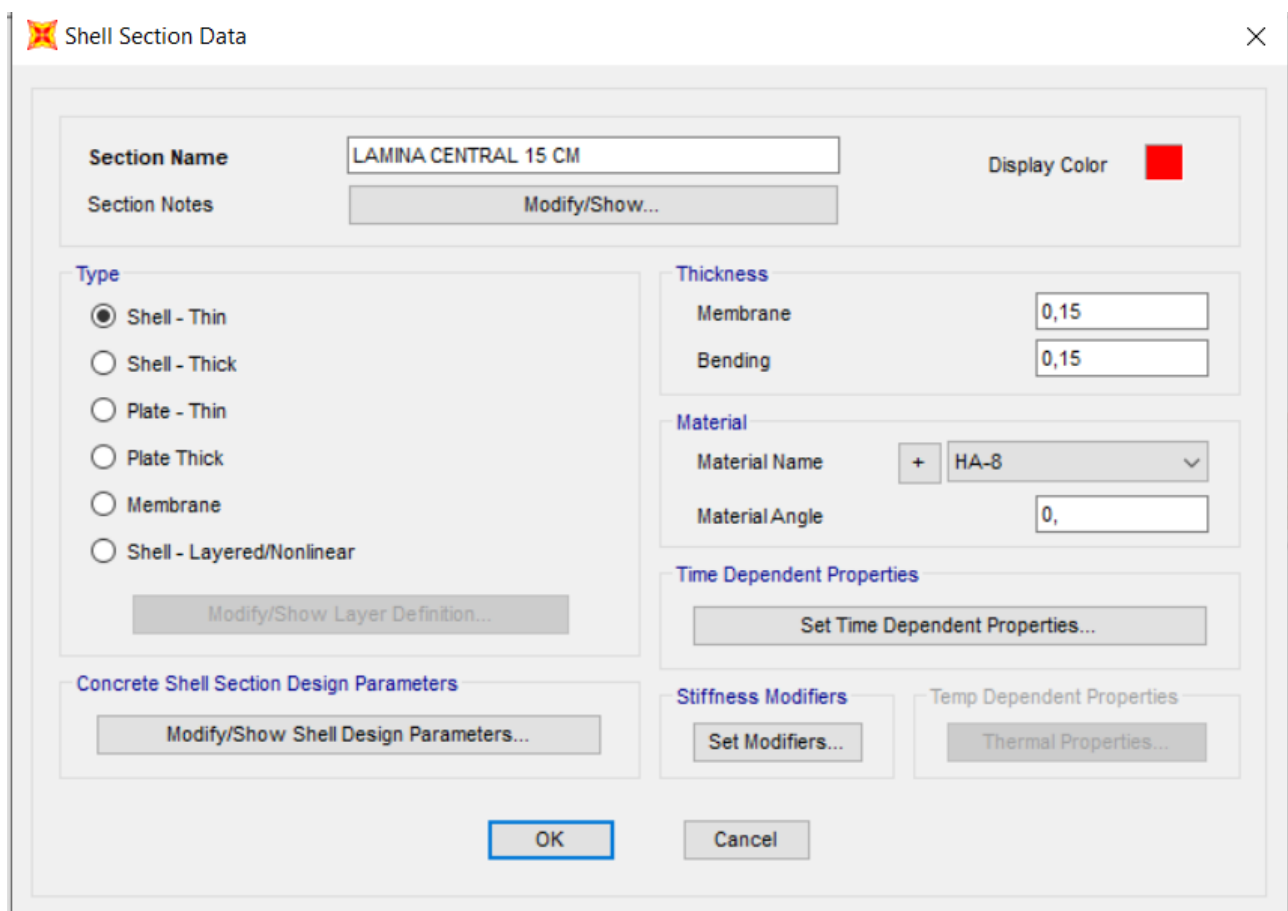 Shell Section Data
Section Name LAMINA CENTRAL 15 CM Display Color
Section Notes Modify/Show...
Type
Shell - Thin
Shell - Thick
Plate - Thin
Plate Thick
Membrane
Shell - Layered/Nonlinear
Modify/Show Layer Definition...
Concrete Shell Section Design Parameters
Modify/Show Shell Design Parameters...
Thickness
Membrane 0,15
Bending 0,15
Material
Material Name + HA-8
Material Angle 0,
Time Dependent Properties
Set Time Dependent Properties...
Stiffness Modifiers
Set Modifiers...
Temp Dependent Properties
Thermal Properties...
OK Cancel